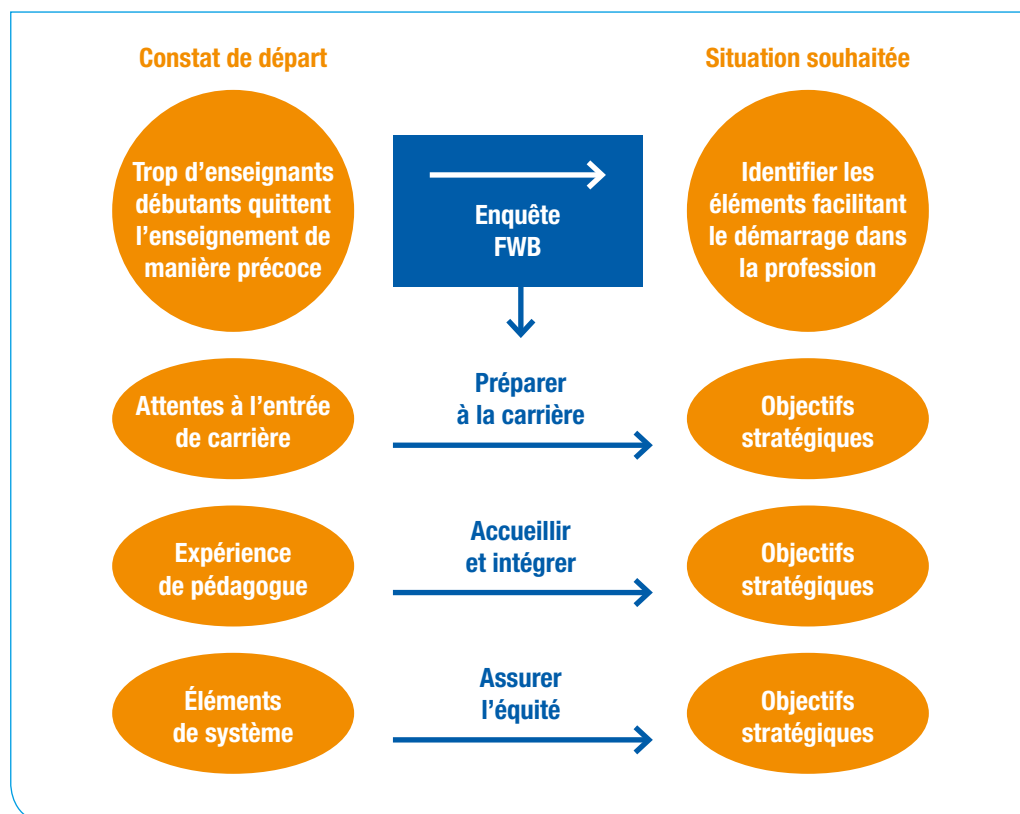 Constat de départ
Situation souhaitée
Trop d’enseignants
débutants quittent
l’enseignement de
manière précoce
Enquête
FWB
Identifier les
éléments facilitant
le démarrage dans
la profession
Attentes à l’entrée
de carrière
Préparer
à la carrière
Objectifs
stratégiques
Expérience
de pédagogue
Accueillir
et intégrer
Objectifs
stratégiques
Éléments
de système
Assurer
l’équité
Objectifs
stratégiques